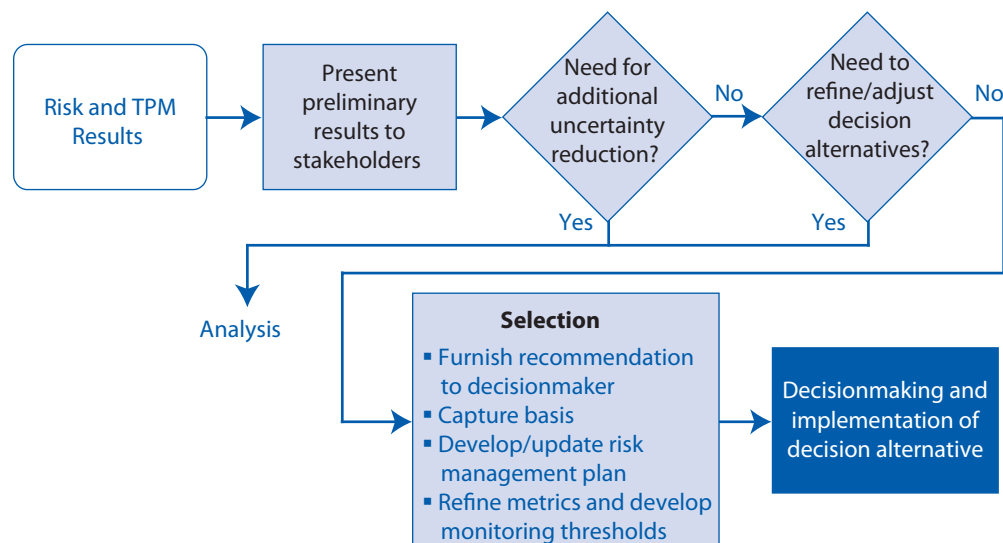 Risk and TPM
Results
Present
preliminary
results to
stakeholders
Need for
additional
uncertainty
reduction?
No
Need to
refine/adjust
decision
alternatives?
No
Yes
Yes
Analysis
Selection
▪ Furnish recommendation
to decisionmaker
▪ Capture basis
▪ Develop/update risk
management plan
▪ Refine metrics and develop
monitoring thresholds
Decisionmaking and
implementation of
decision alternative